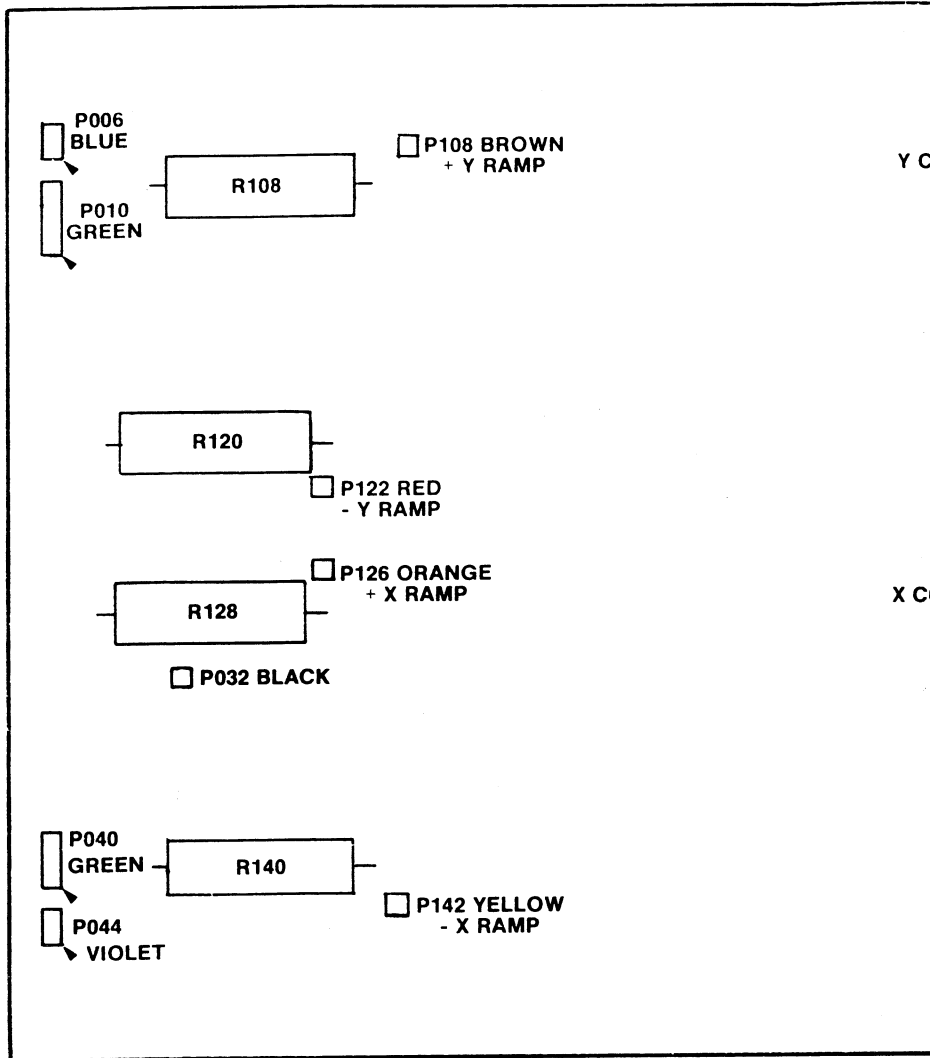 P006
BLUE
P108 BROWN
+ Y RAMP
Y C
R108
P010
GREEN
R120
P122 RED
- Y RAMP
P126 ORANGE
+ X RAMP
R128
X C
P032 BLACK
P040
GREEN
R140
P142 YELLOW
- X RAMP
P044
VIOLET